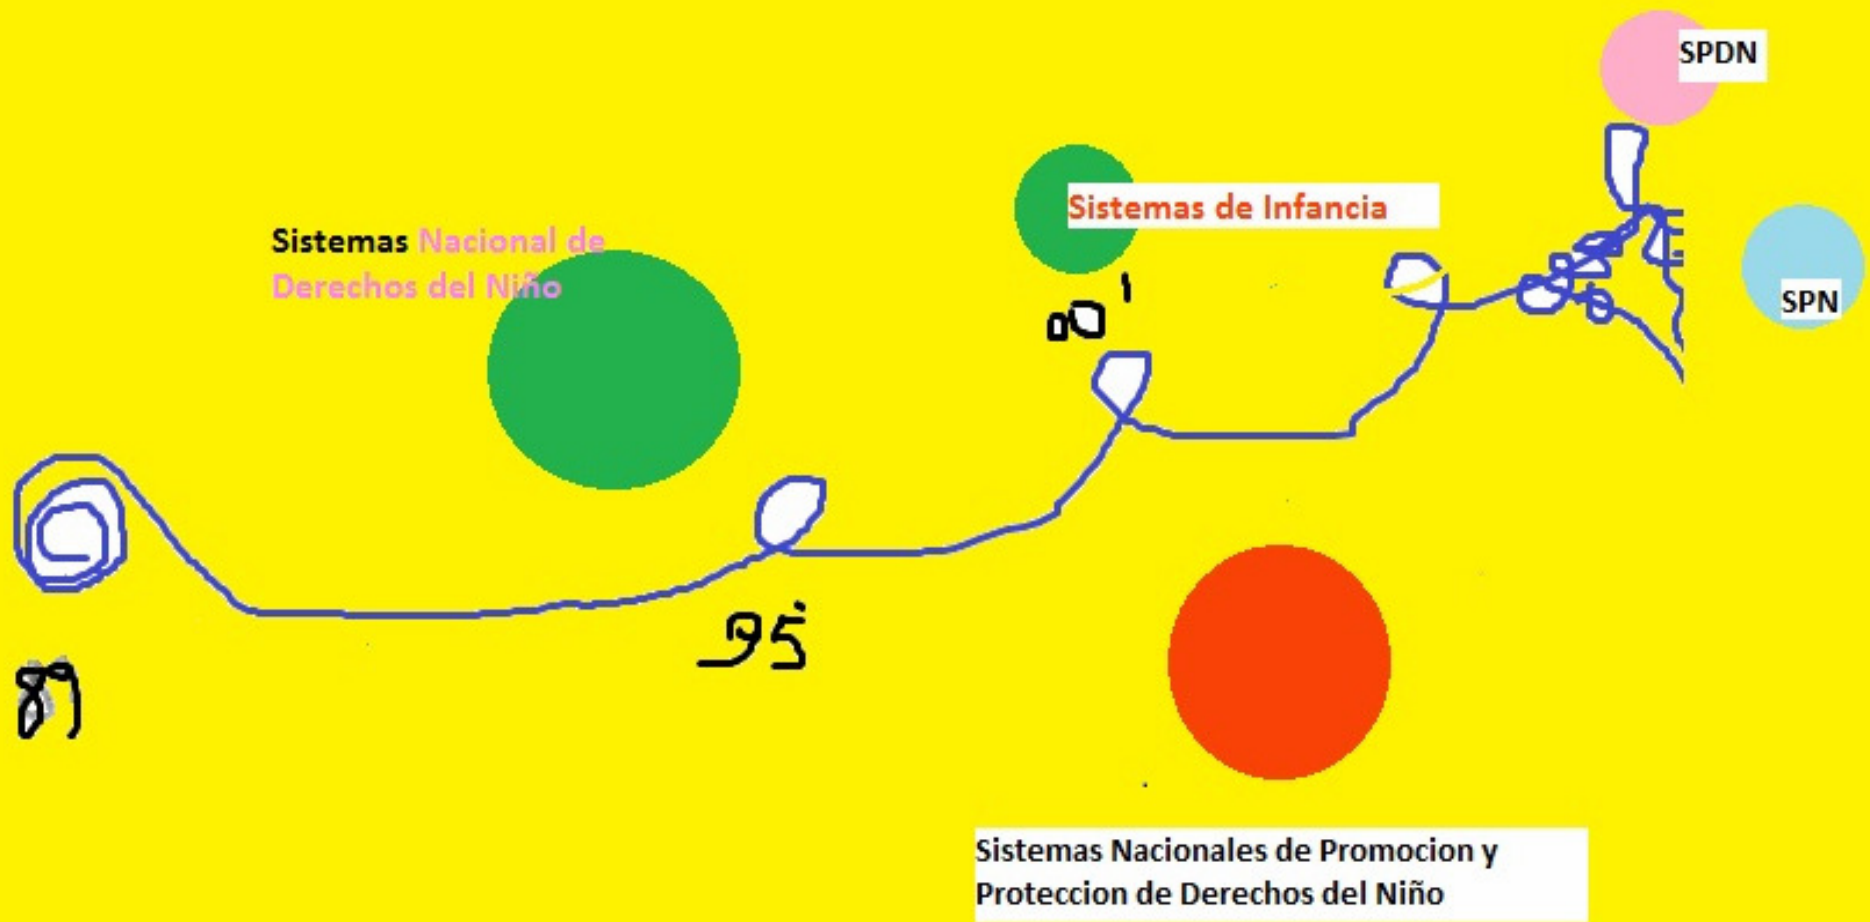 SPDN
Sistemas de Infancia
Sistemas Nacional de
Derechos del Niño
SPN
00'
95'
89
Sistemas Nacionales de Promocion y
Proteccion de Derechos del Niño